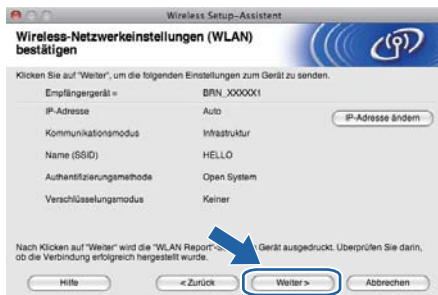 Wireless Setup-Assistent
Wireless-Netzwerkeinstellungen (WLAN)
bestätigen
Klicken Sie auf "Weiter", um die folgenden Einstellungen zum Gerät zu senden.
Empfängergerät = BRN_XXXXX1
IP-Adresse Auto
IP-Adresse ändern
Kommunikationsmodus Infrastruktur
Name (SSID) HELLO
Authentifizierungsmethode Open System
Verschlüsselungsmodus Keiner
Nach Klicken auf "Weiter" wird die "WLAN Report" Gerät ausgedruckt. Überprüfen Sie darin,
ob die Verbindung erfolgreich hergestellt wurde.
Hilfe < Zurück Weiter > Abbrechen